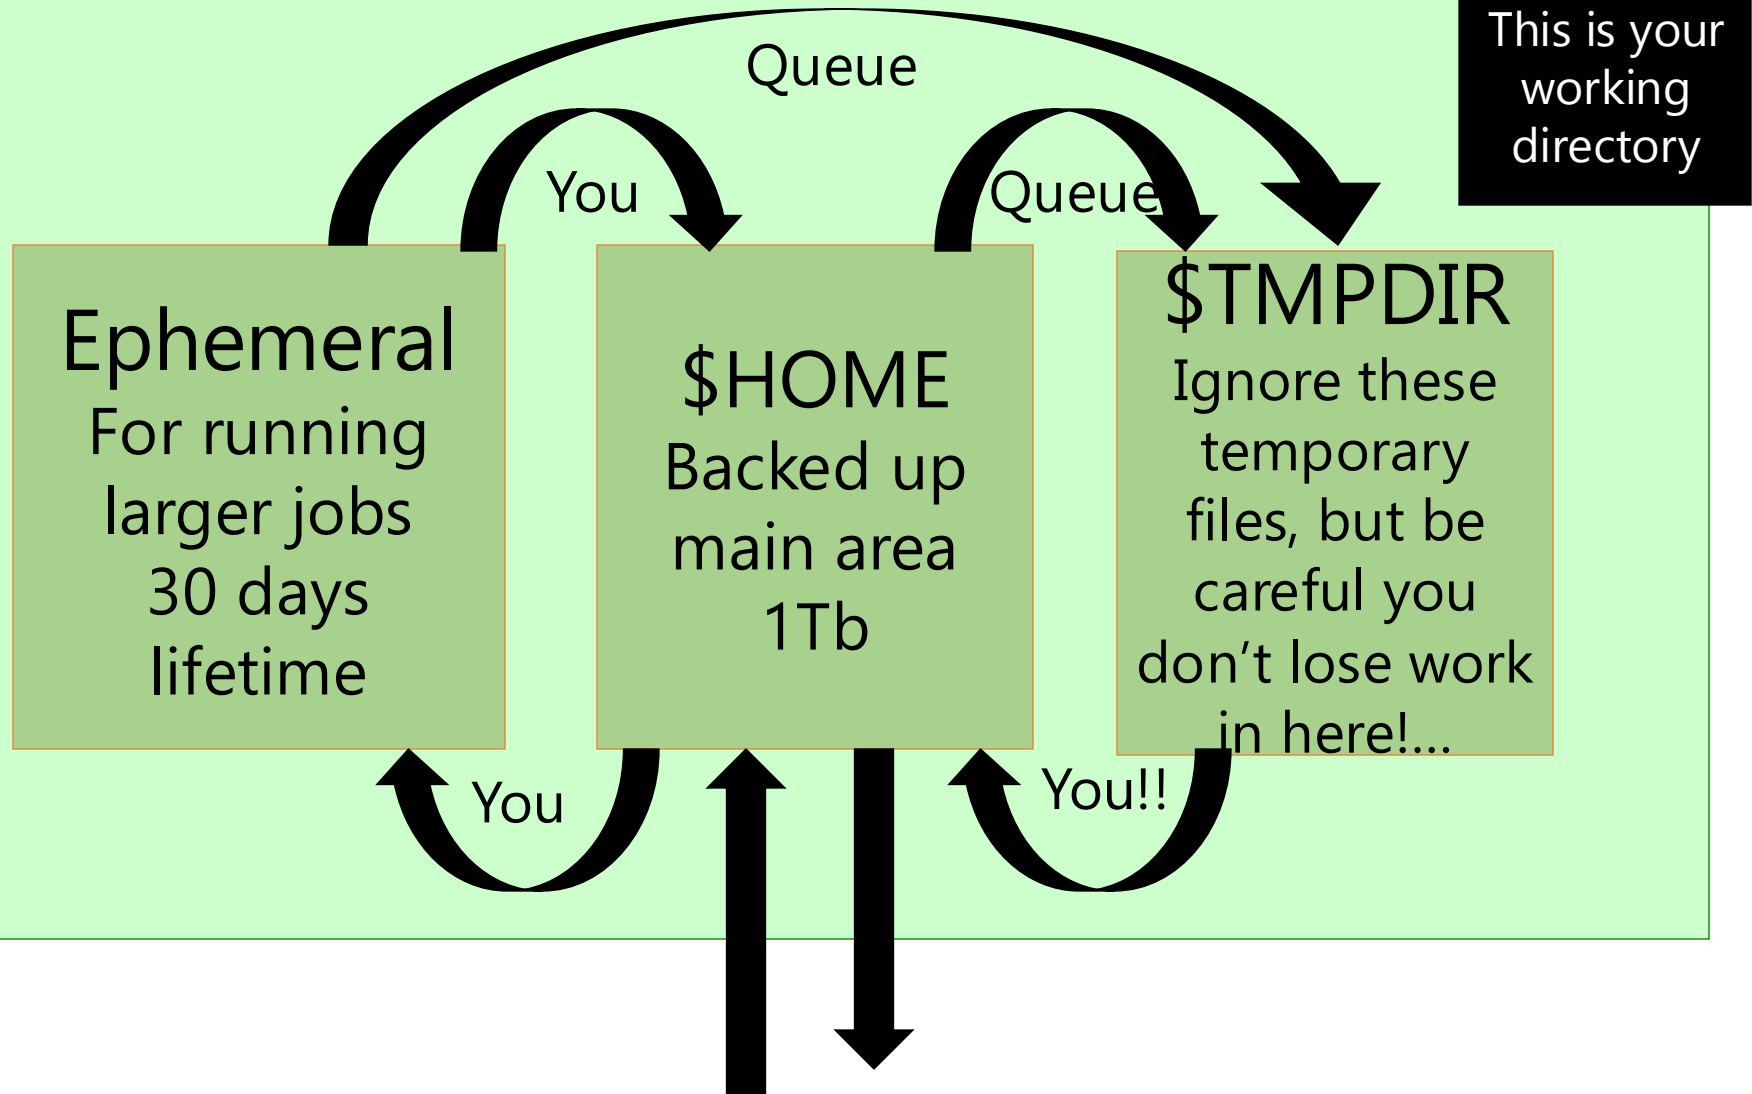 Queue
This is your
working
directory
You
Queue
Ephemeral
For running
larger jobs
30 days
lifetime
$HOME
Backed up
main area
1Tb
$TMPDIR
Ignore these
temporary
files, but be
careful you
don’t lose work
in here!...
You
You!!